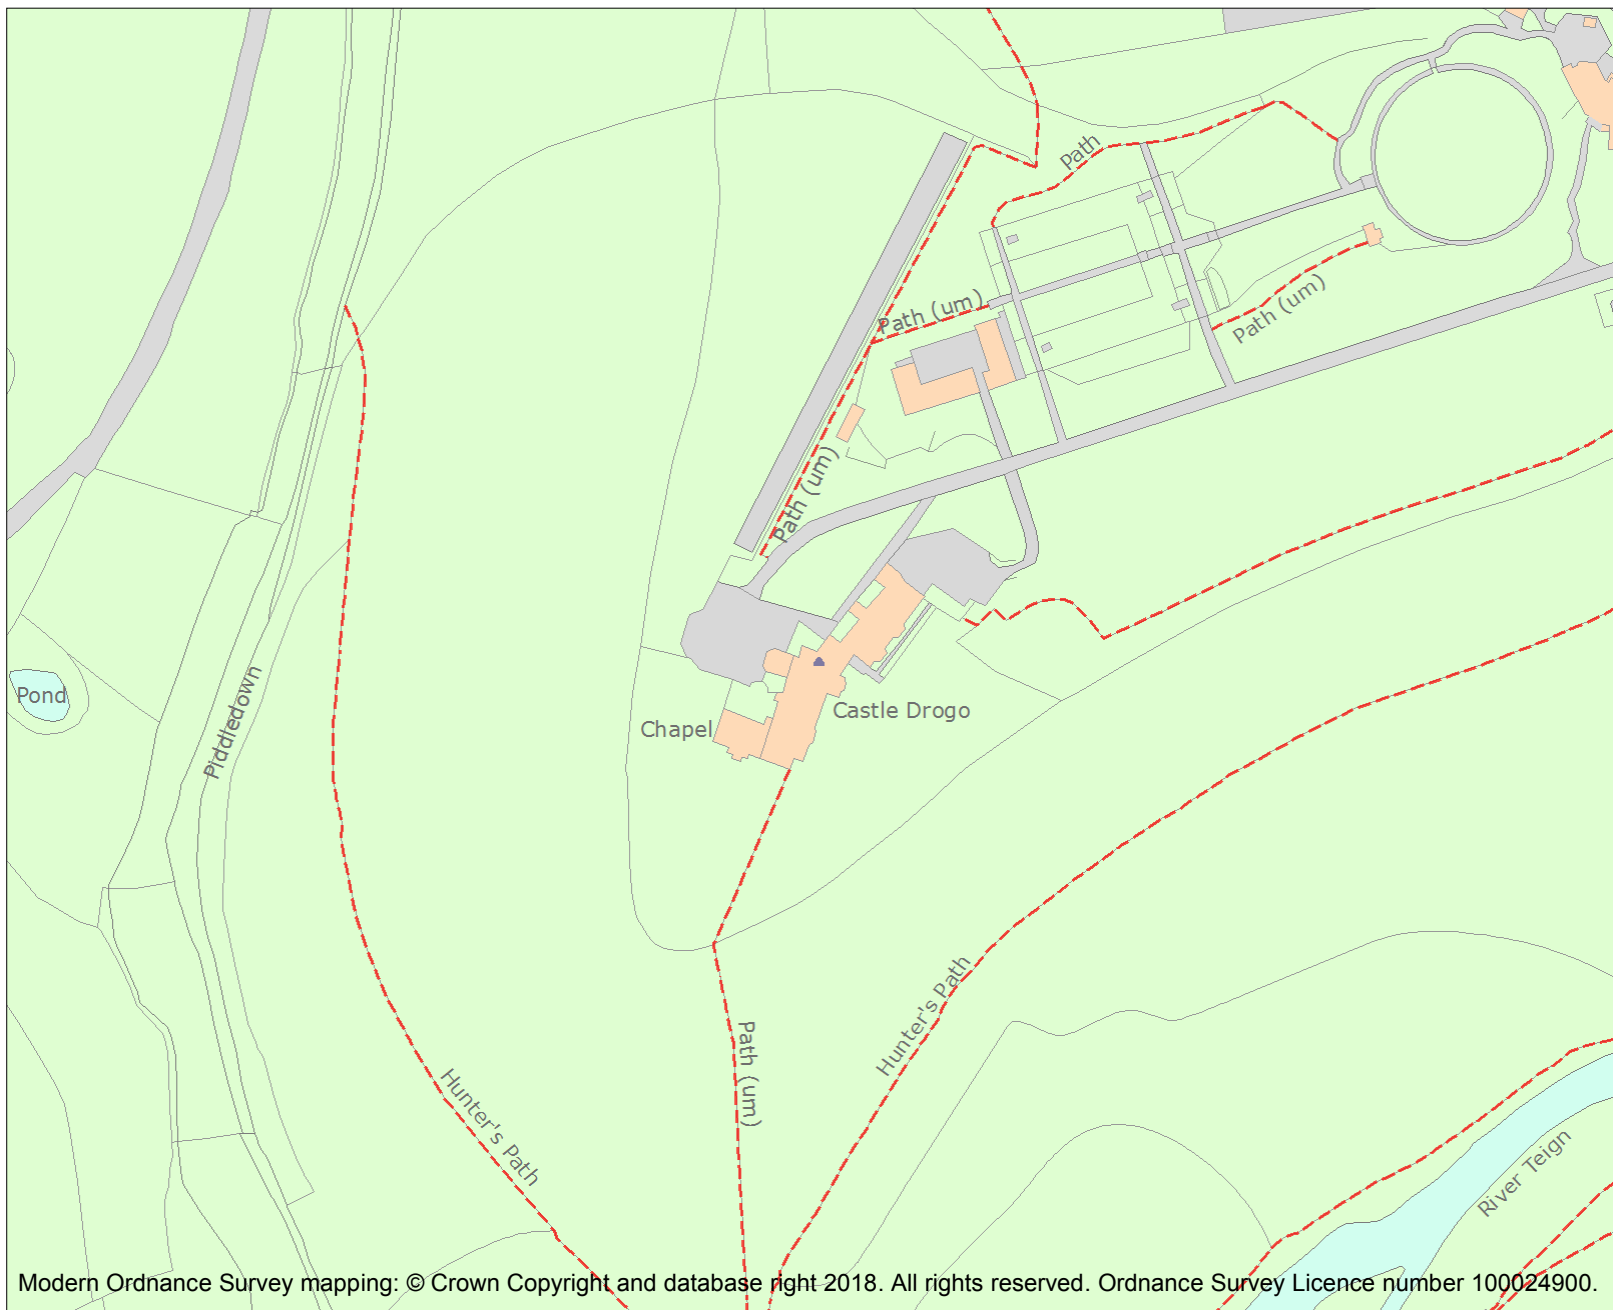 Path
Path (um)
Path (um)
Path (um)
Pond
Piddledown
Chapel
Castle Drogo
Hunter's Path
Path (um)
Hunter's Path
River Teign
Modern Ordnance Survey mapping: © Crown Copyright and database right 2018. All rights reserved. Ordnance Survey Licence number 100024900.